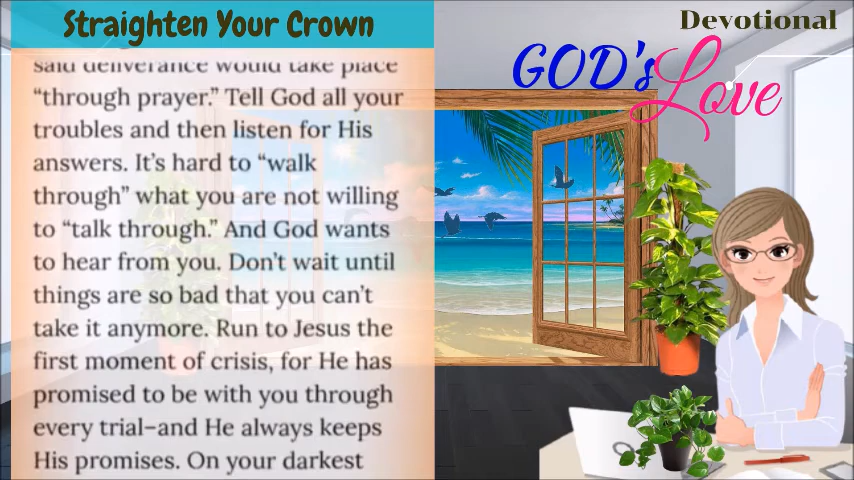 Straighten Your Crown
Devotional
GOD's
Love
said deliverance would take place
“through prayer.” Tell God all your
troubles and then listen for His
answers. It’s hard to “walk
through” what you are not willing
to “talk through.” And God wants
to hear from you. Don’t wait until
things are so bad that you can’t
take it anymore. Run to Jesus the
first moment of crisis, for He has
promised to be with you through
every trial–and He always keeps
His promises. On your darkest